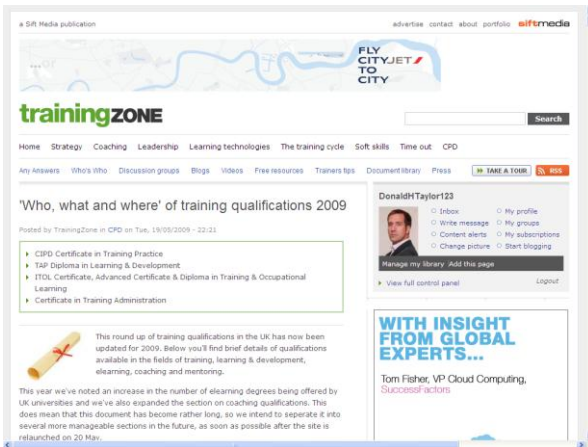 a Sift Media publication
advertise contact about portfolio siftmedia
...or
FLY
CITYJET
TO
CITY
trainingzone
Search
Home Strategy Coaching Leadership Learning technologies The training cycle Soft skills Time out CPD
Any Answers Who's Who Discussion groups Blogs Videos Free resources Trainers tips Document library Press TAKE A TOUR RSS
'Who, what and where' of training qualifications 2009
Posted by TrainingZone in CPD on Tue, 19/05/2009 - 22:21
CIPD Certificate in Training Practice
TAP Diploma in Learning & Development
ITOL Certificate, Advanced Certificate & Diploma in Training & Occupational
Learning
Certificate in Training Administration
This round up of training qualifications in the UK has now been
updated for 2009. Below you'll find brief details of qualifications
available in the fields of training, learning & development,
elearning, coaching and mentoring.
This year we've noted an increase in the number of elearning degrees being offered by
UK universities and we've also expanded the section on coaching qualifications. This
does mean that this document has become rather long, so we intend to seperate it into
several more manageable sections in the future, as soon as possible after the site is
relaunched on 20 May.
DonaldHTaylor123
Inbox My profile
Write message My groups
Content alerts My subscriptions
Change picture Start blogging
Manage my library Add this page
View full control panel Logout
WITH INSIGHT
FROM GLOBAL
EXPERTS...
Tom Fisher, VP Cloud Computing,
SuccessFactors